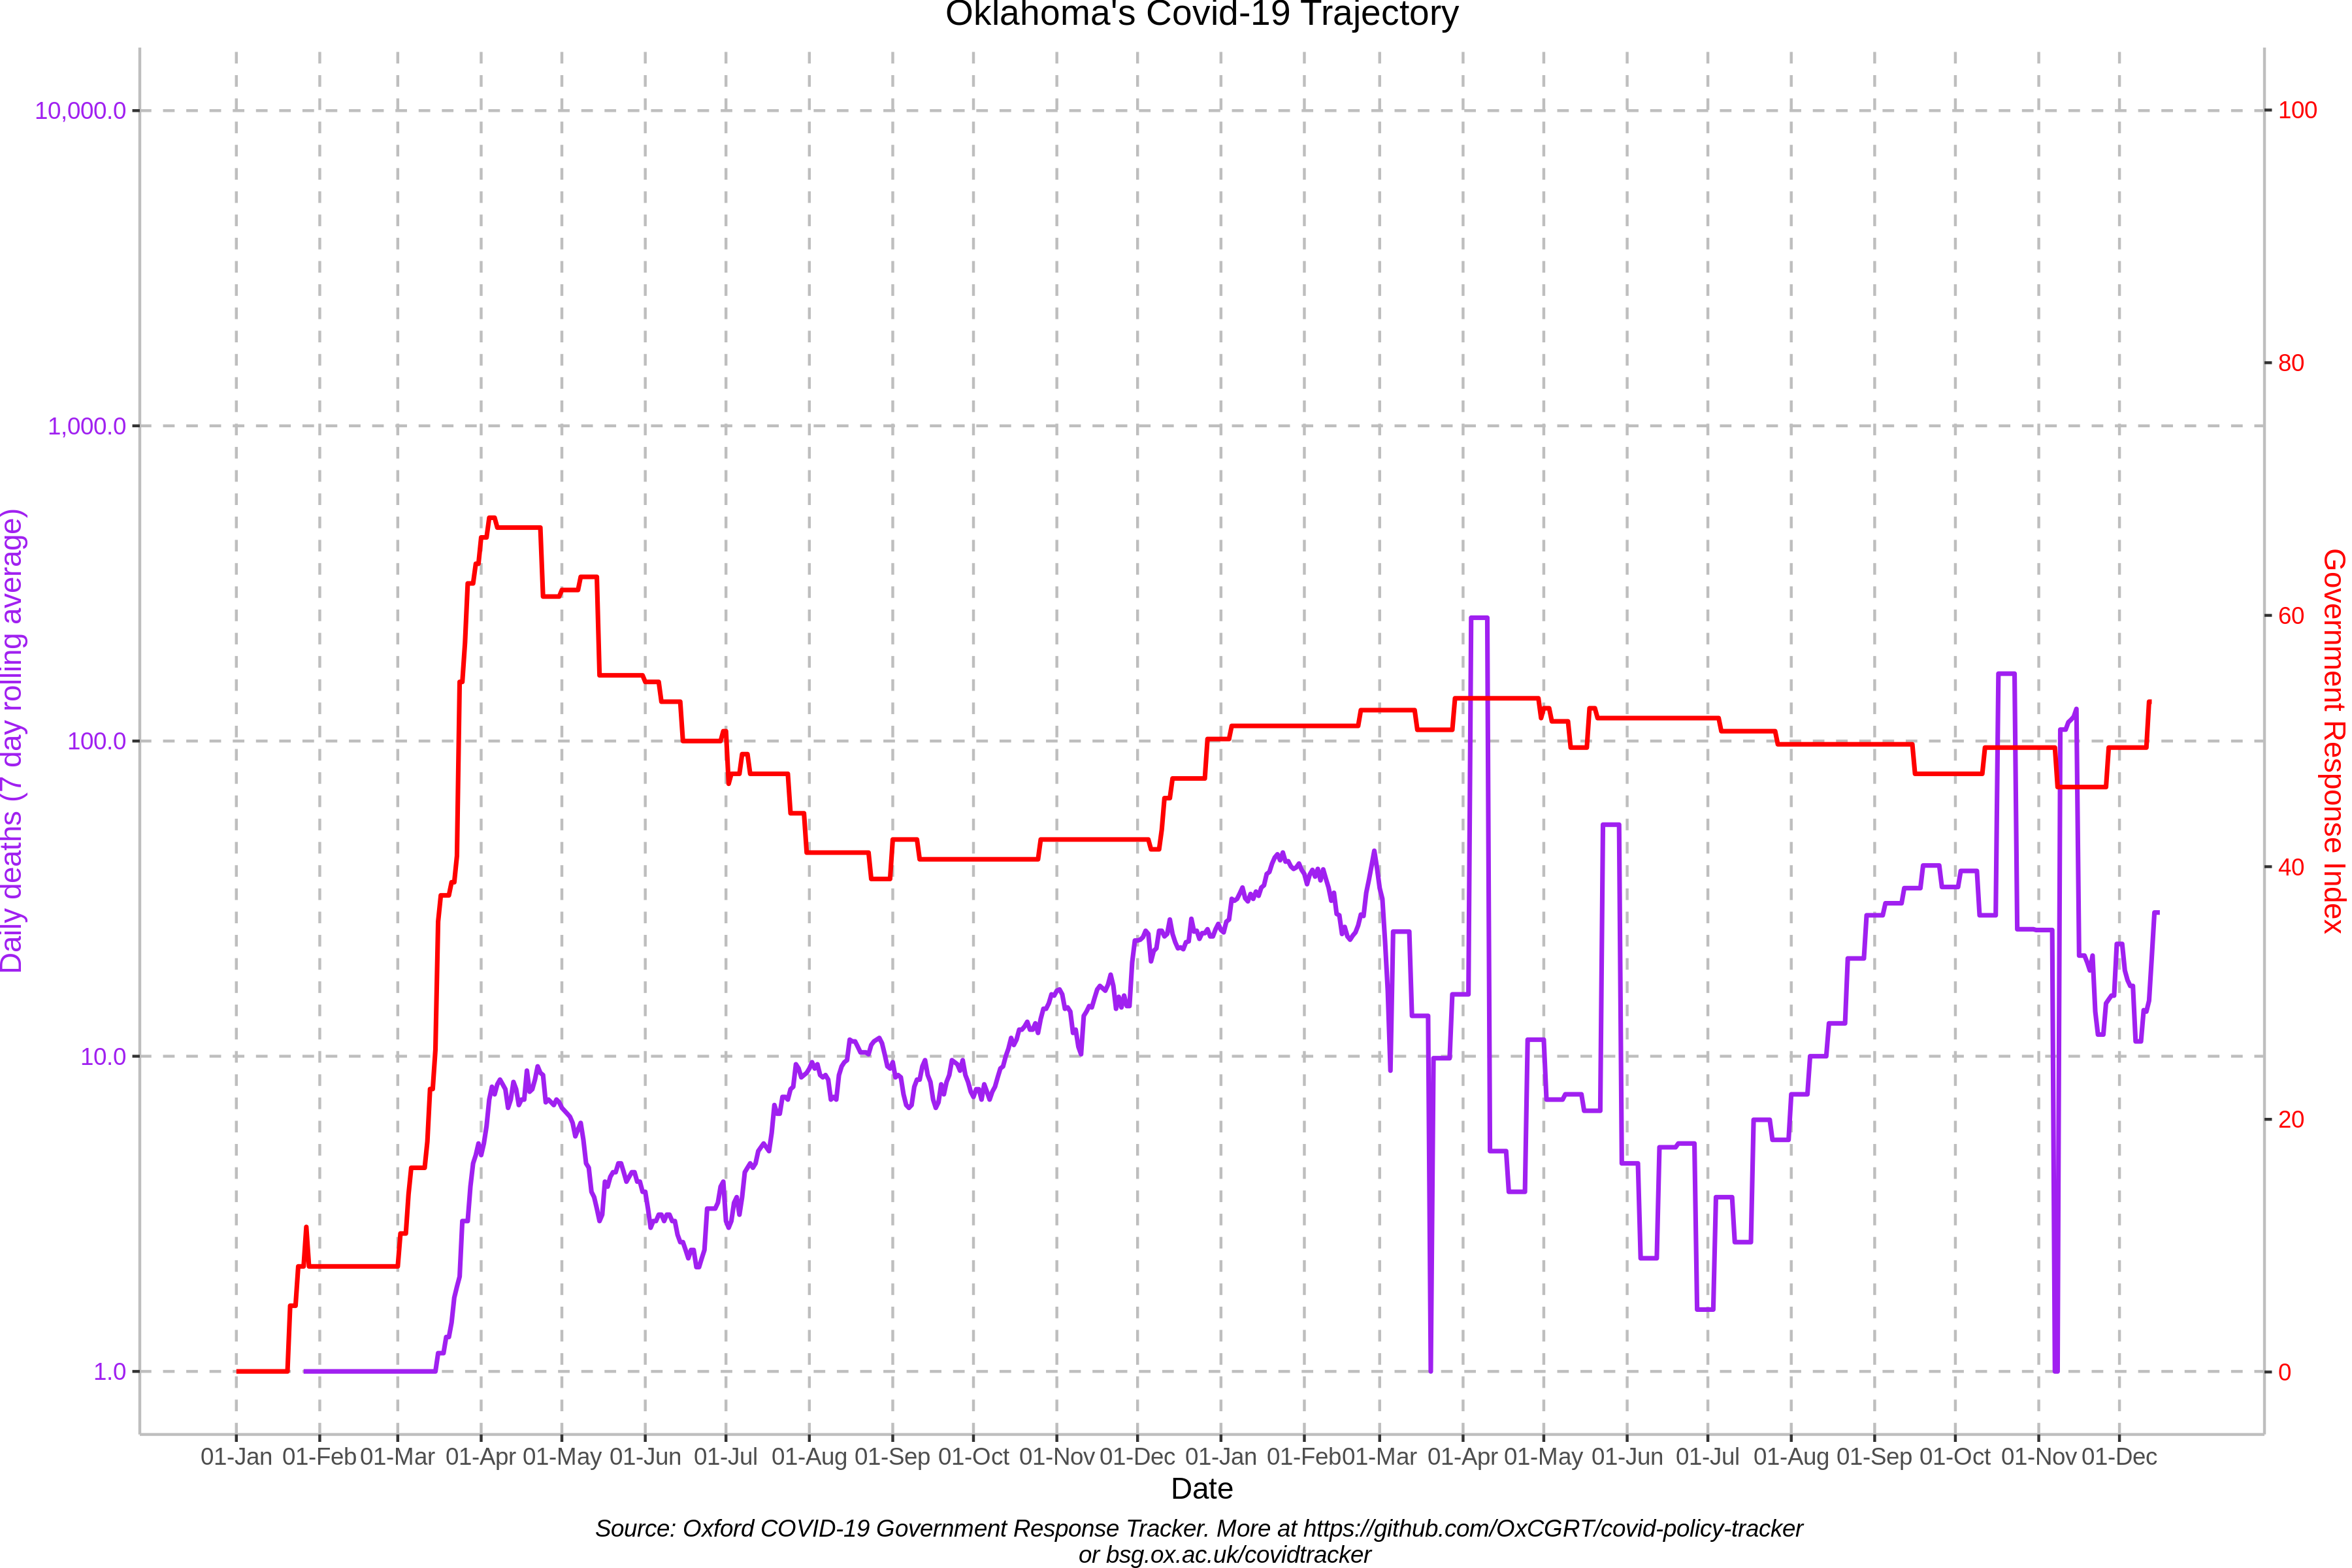 Oklahoma's Covid-19 Trajectory
10,000.0
1,000.0
100.0
10.0
1.0
Daily deaths (7 day rolling average)
100
80
60
40
20
0
Government Response Index
01-Jan 01-Feb 01-Mar 01-Apr 01-May 01-Jun 01-Jul 01-Aug 01-Sep 01-Oct 01-Nov 01-Dec 01-Jan 01-Feb 01-Mar 01-Apr 01-May 01-Jun 01-Jul 01-Aug 01-Sep 01-Oct 01-Nov 01-Dec
Date
Source: Oxford COVID-19 Government Response Tracker. More at https://github.com/OxCGRT/covid-policy-tracker
or bsg.ox.ac.uk/covidtracker